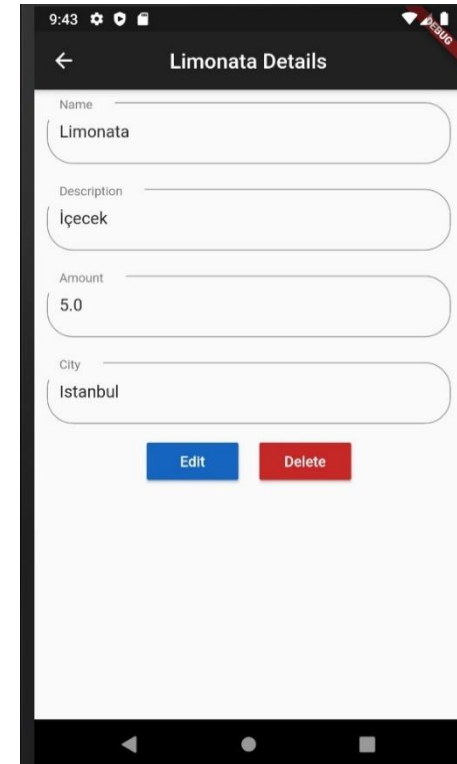 9:43
DEBUG
Limonata Details
Name
Limonata
Description
İçecek
Amount
5.0
City
Istanbul
Edit Delete